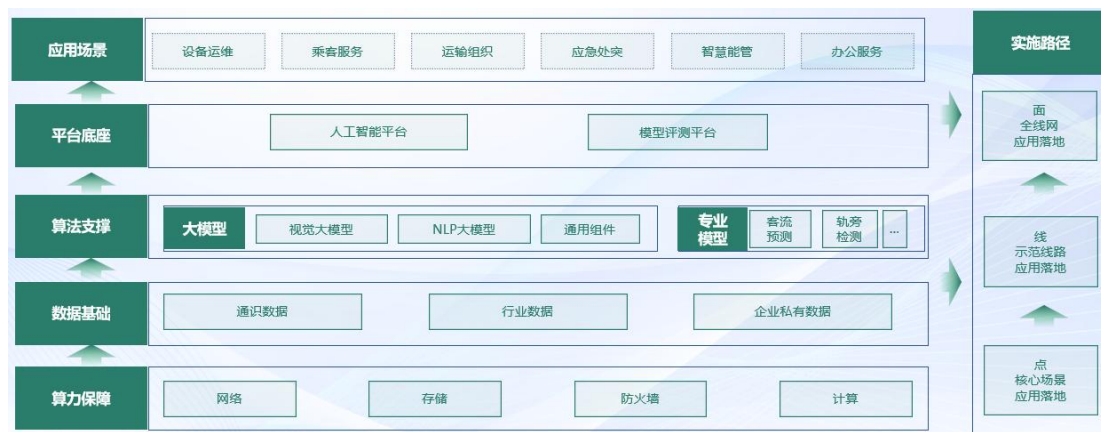 应用场景
设备运维
乘客服务
运输组织
应急处突
智慧能管
办公服务
平台底座
人工智能平台
模型评测平台
算法支撑
大模型
视觉大模型
NLP大模型
通用组件
专业
模型
客流
预测
轨旁
检测
...
数据基础
通识数据
行业数据
企业私有数据
算力保障
网络
存储
防火墙
计算
实施路径
面
全线网
应用落地
线
示范线路
应用落地
点
核心场景
应用落地